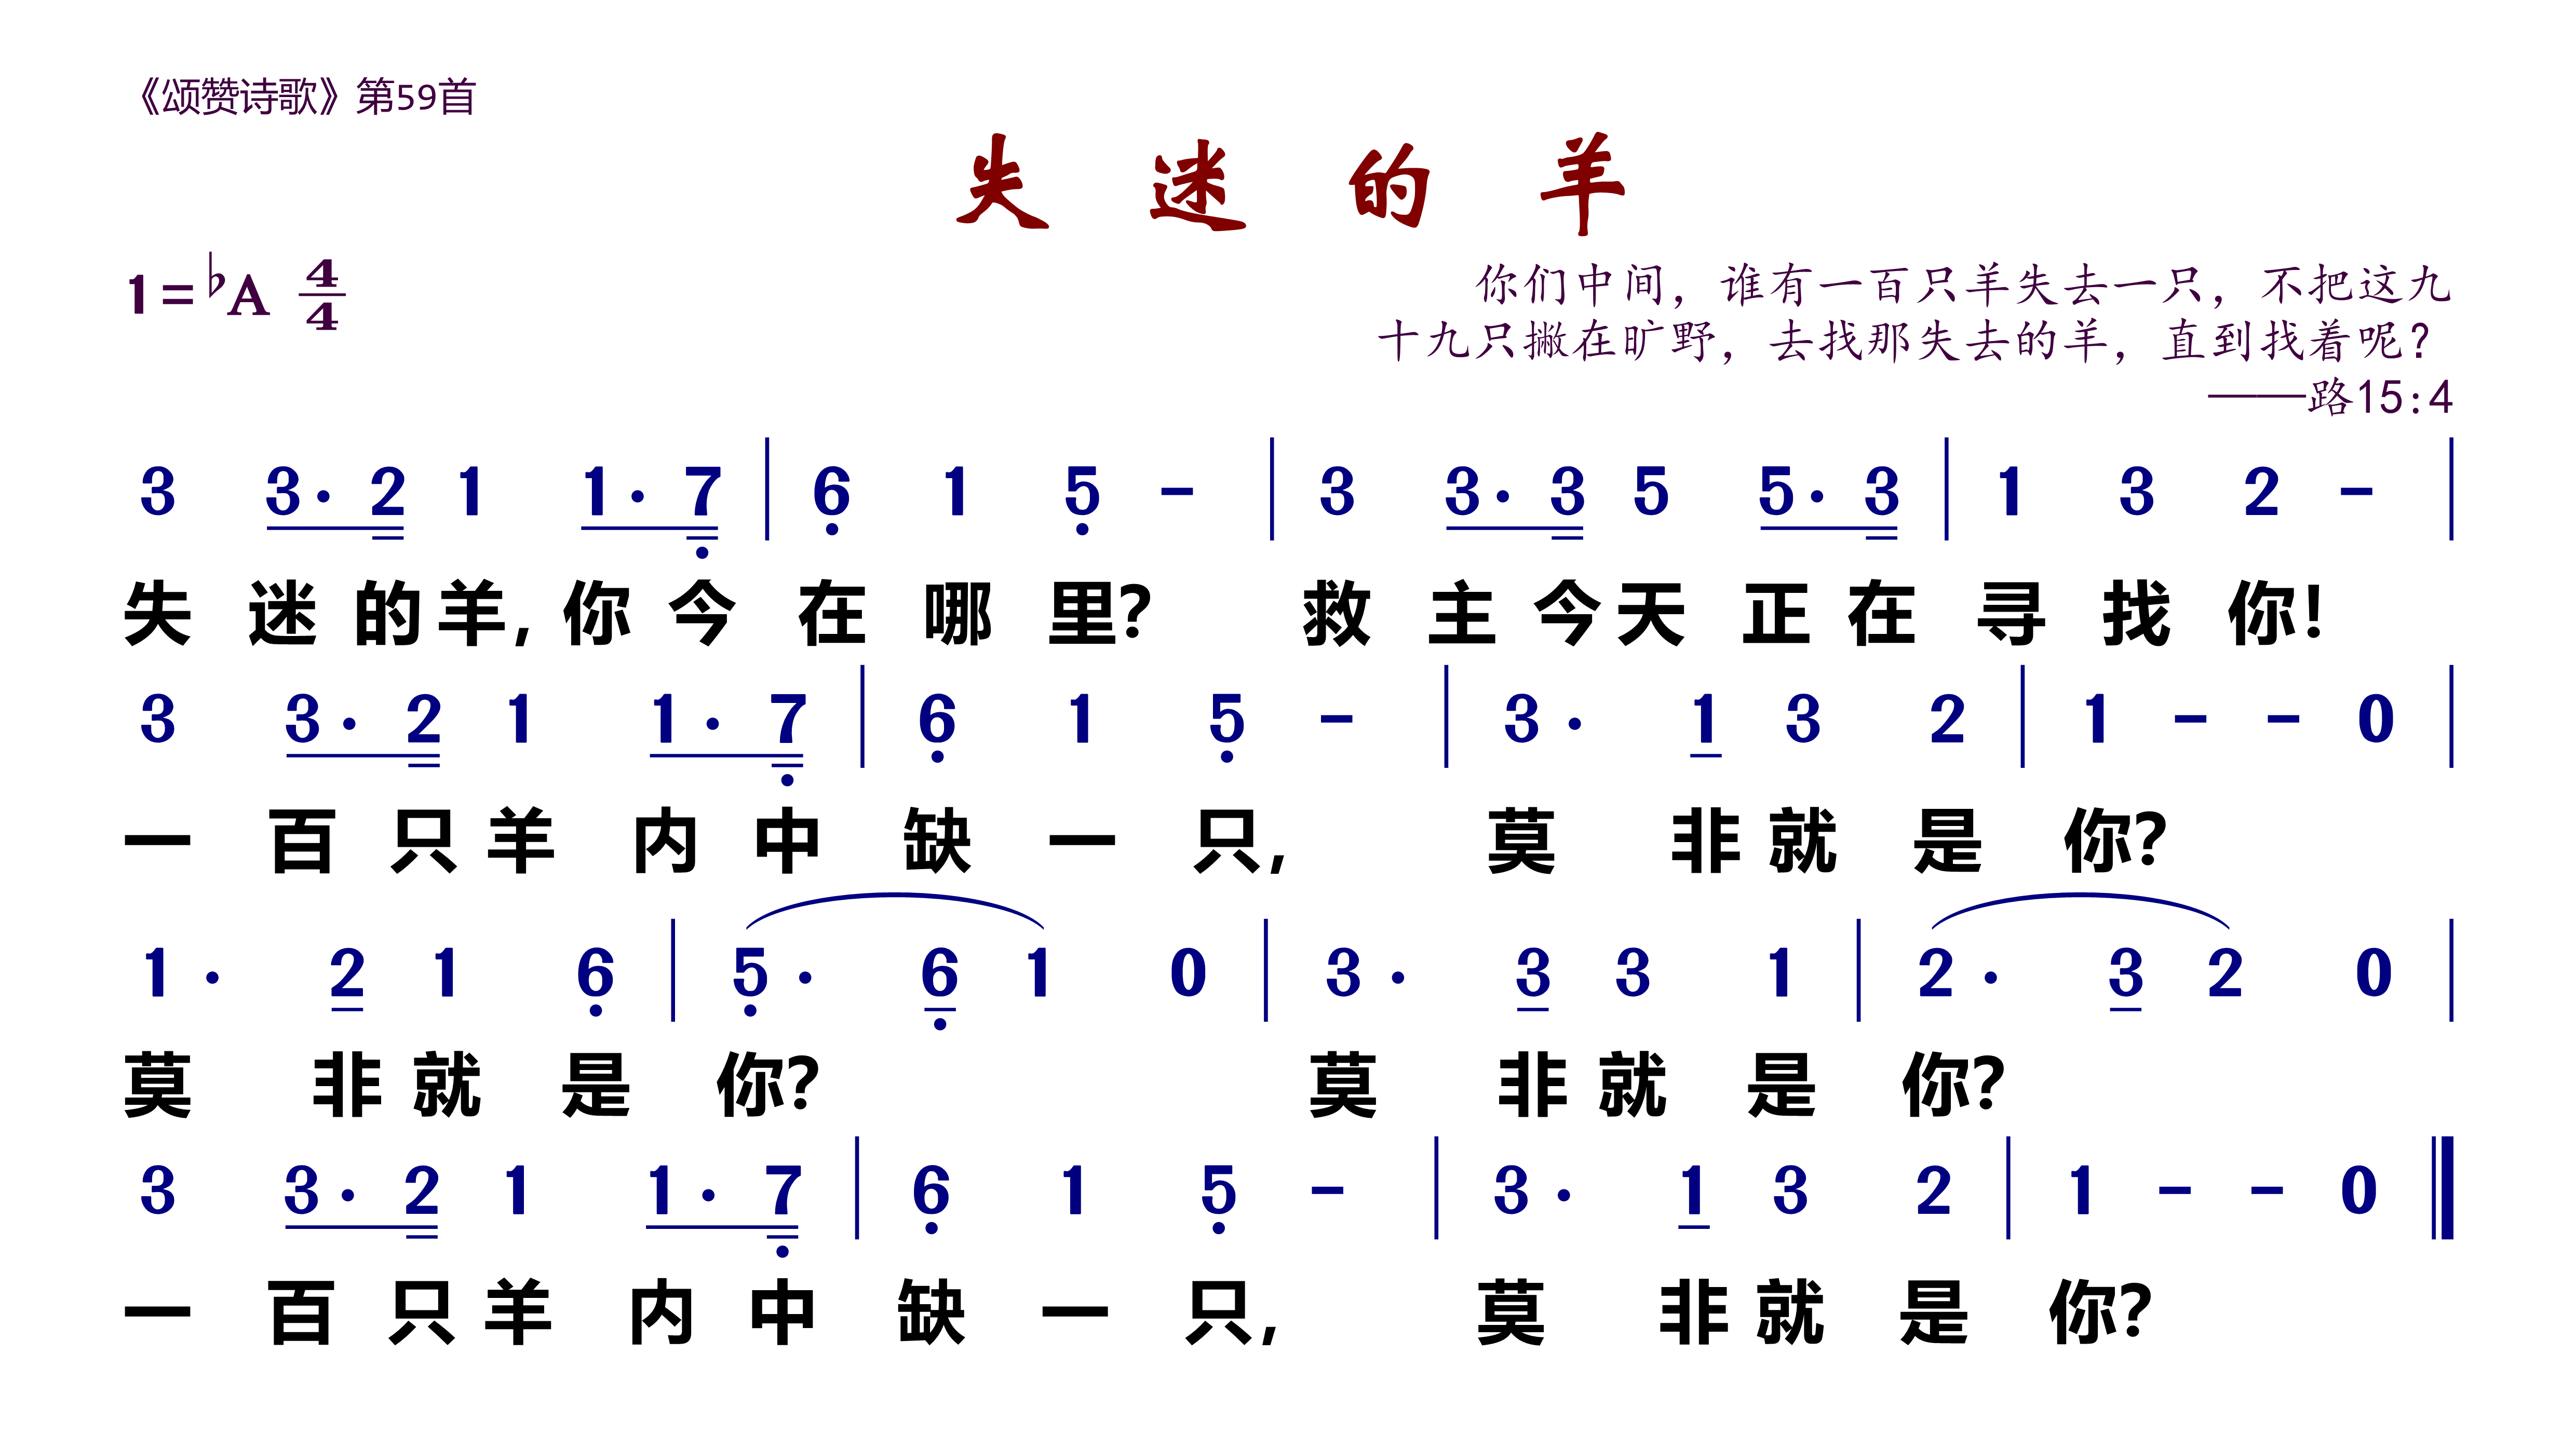 《颂赞诗歌》第59首
失迷的羊
1=♭A 4/4
你们中间，谁有一百只羊失去一只，不把这九
十九只撇在旷野，去找那失去的羊，直到找着呢？
——路15:4
3 3· 2 1 1· 7̣ | 6̣ 1 5̣ - | 3 3· 3 5 5· 3 | 1 3 2 - |
失迷的羊,你今在哪里? 救主今天正在寻找你!
3 3· 2 1 1· 7̣ | 6̣ 1 5̣ - | 3· 1 3 2 | 1 - - 0 |
一百只羊内中缺一只, 莫非就是你?
1· 2 1 6̣ | 5̣· 6̣ 1 0 | 3· 3 3 1 | 2· 3 2 0 |
莫非就是你? 莫非就是你?
3 3· 2 1 1· 7̣ | 6̣ 1 5̣ - | 3· 1 3 2 | 1 - - 0 ‖
一百只羊内中缺一只, 莫非就是你?